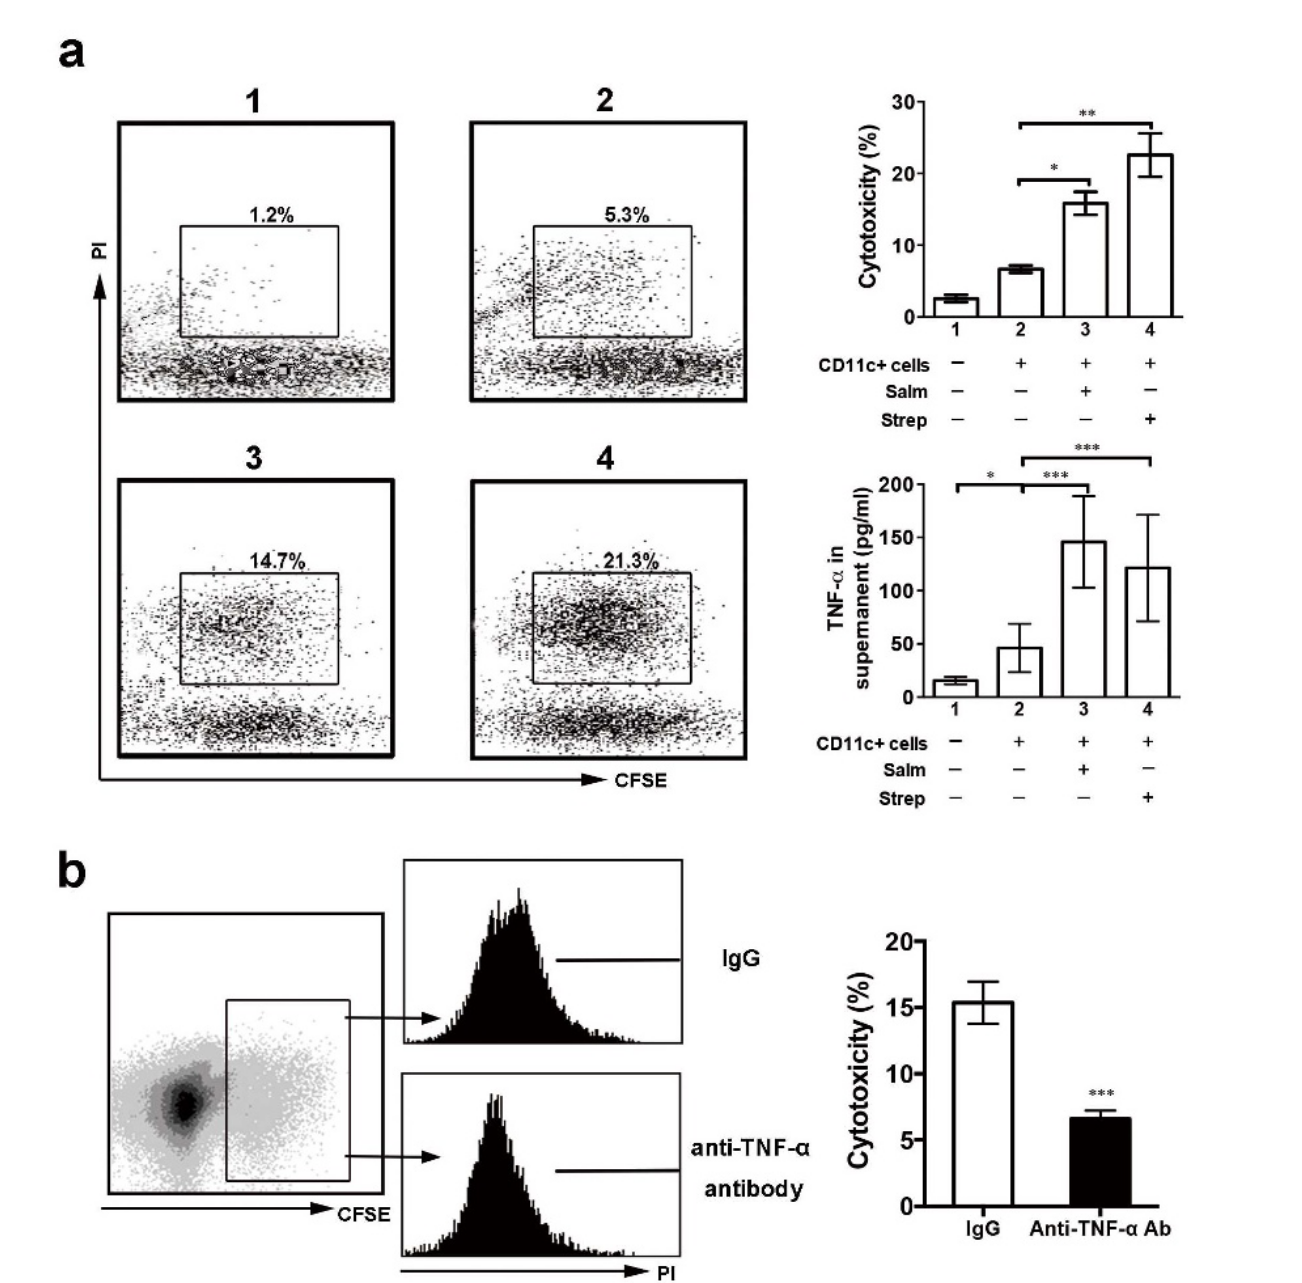 a
1
2
1.2%
5.3%
PI
3
4
14.7%
21.3%
CFSE
30
20
10
0
Cytotoxicity (%)
*
**
1 2 3 4
CD11c+ cells − + + +
Salm − − + −
Strep − − − +
200
150
100
50
0
TNF-α in
supernanent (pg/ml)
*
***
***
1 2 3 4
CD11c+ cells − + + +
Salm − − + −
Strep − − − +
b
CFSE
IgG
anti-TNF-α
antibody
PI
20
15
10
5
0
Cytotoxicity (%)
***
IgG Anti-TNF-α Ab